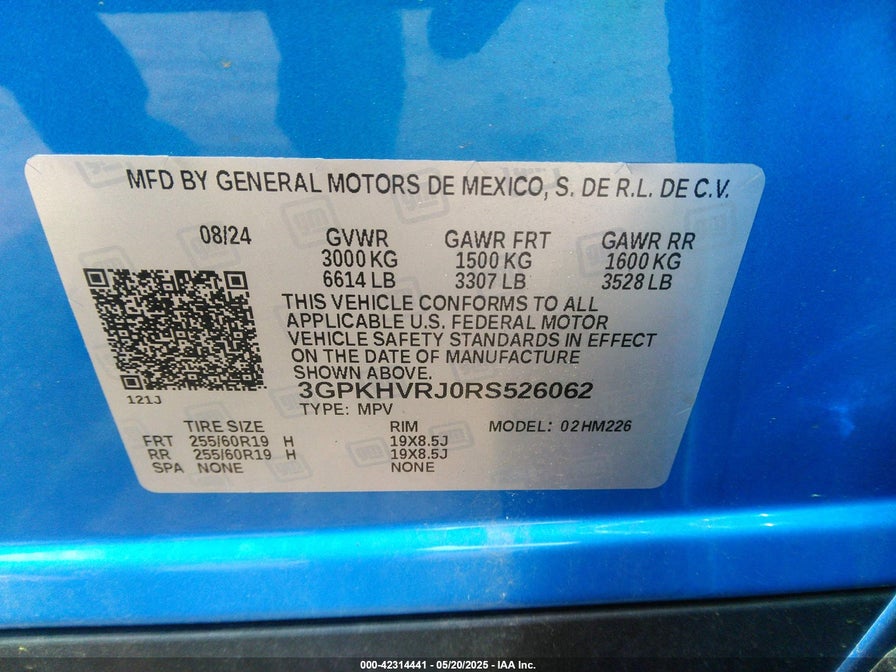 MFD BY GENERAL MOTORS DE MEXICO, S. DE R.L. DE C.V.
08/24 GVWR GAWR FRT GAWR RR
3000 KG 1500 KG 1600 KG
6614 LB 3307 LB 3528 LB
THIS VEHICLE CONFORMS TO ALL
APPLICABLE U.S. FEDERAL MOTOR
VEHICLE SAFETY STANDARDS IN EFFECT
ON THE DATE OF MANUFACTURE
SHOWN ABOVE.
3GPKHVRJ0RS526062
121J
TYPE: MPV
TIRE SIZE RIM MODEL: 02HM226
FRT 255/60R19 H 19X8.5J
RR 255/60R19 H 19X8.5J
SPA NONE NONE
000-42314441 — 05/20/2025 — IAA Inc.